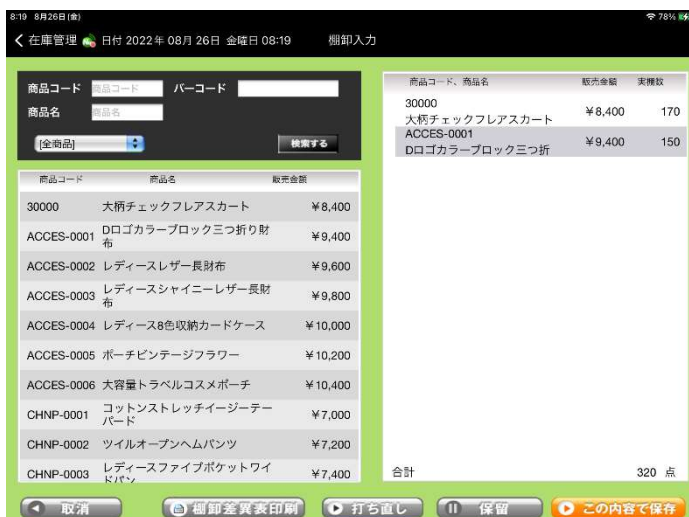 8:19 8月26日(金)
78%
在庫管理 日付 2022年 08月 26日 金曜日 08:19 棚卸入力
商品コード 商品コード バーコード
商品名 商品名
[全商品] 検索する
商品コード 商品名 販売金額
30000 大柄チェックフレアスカート ¥8,400
ACCES-0001 Dロゴカラーブロック三つ折り財
布 ¥9,400
ACCES-0002 レディースレザー長財布 ¥9,600
ACCES-0003 レディースシャイニーレザー長財
布 ¥9,800
ACCES-0004 レディース8色収納カードケース ¥10,000
ACCES-0005 ポーチビンテージフラワー ¥10,200
ACCES-0006 大容量トラベルコスメポーチ ¥10,400
CHNP-0001 コットンストレッチイージーテー
パード ¥7,000
CHNP-0002 ツイルオープンヘムパンツ ¥7,200
CHNP-0003 レディースファイブポケットワイ
ドパン ¥7,400
商品コード、商品名 販売金額 実棚数
30000
大柄チェックフレアスカート ¥8,400 170
ACCES-0001
Dロゴカラーブロック三つ折 ¥9,400 150
合計 320 点
取消 棚卸差異表印刷 打ち直し 保留 この内容で保存